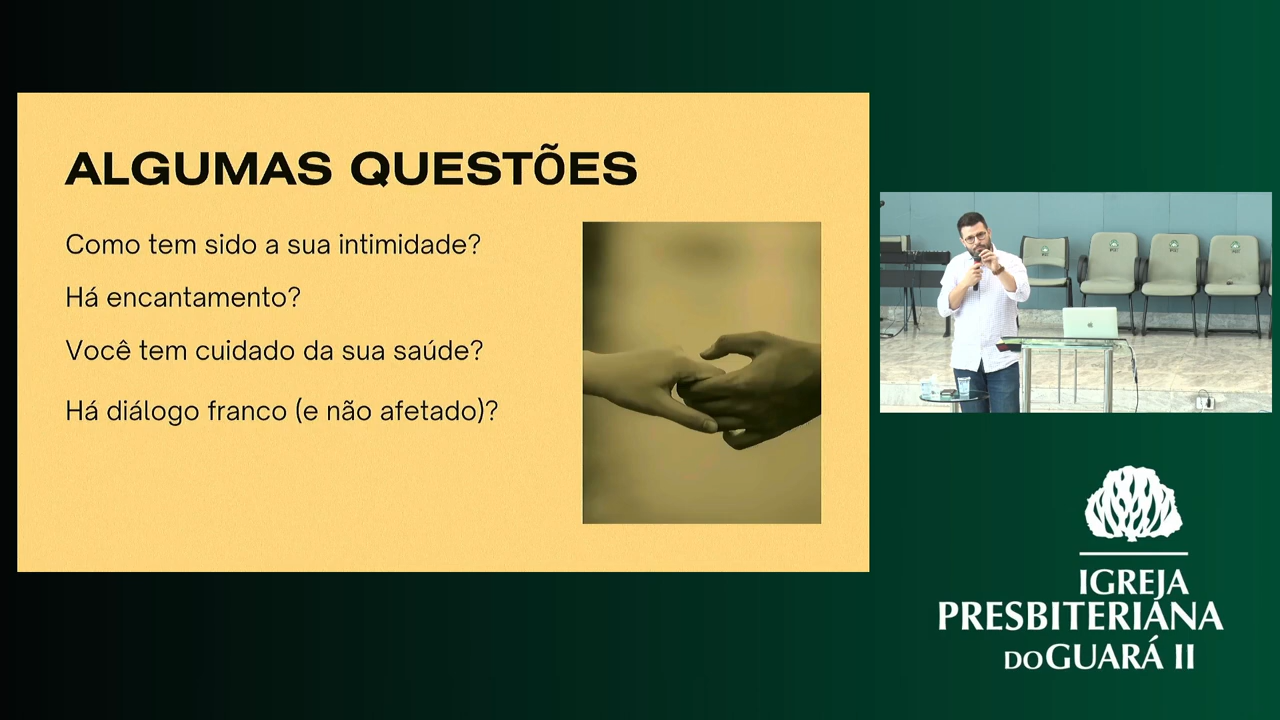 ALGUMAS QUESTÕES
Como tem sido a sua intimidade?
Há encantamento?
Você tem cuidado da sua saúde?
Há diálogo franco (e não afetado)?
IGREJA
PRESBITERIANA
DO GUARÁ II